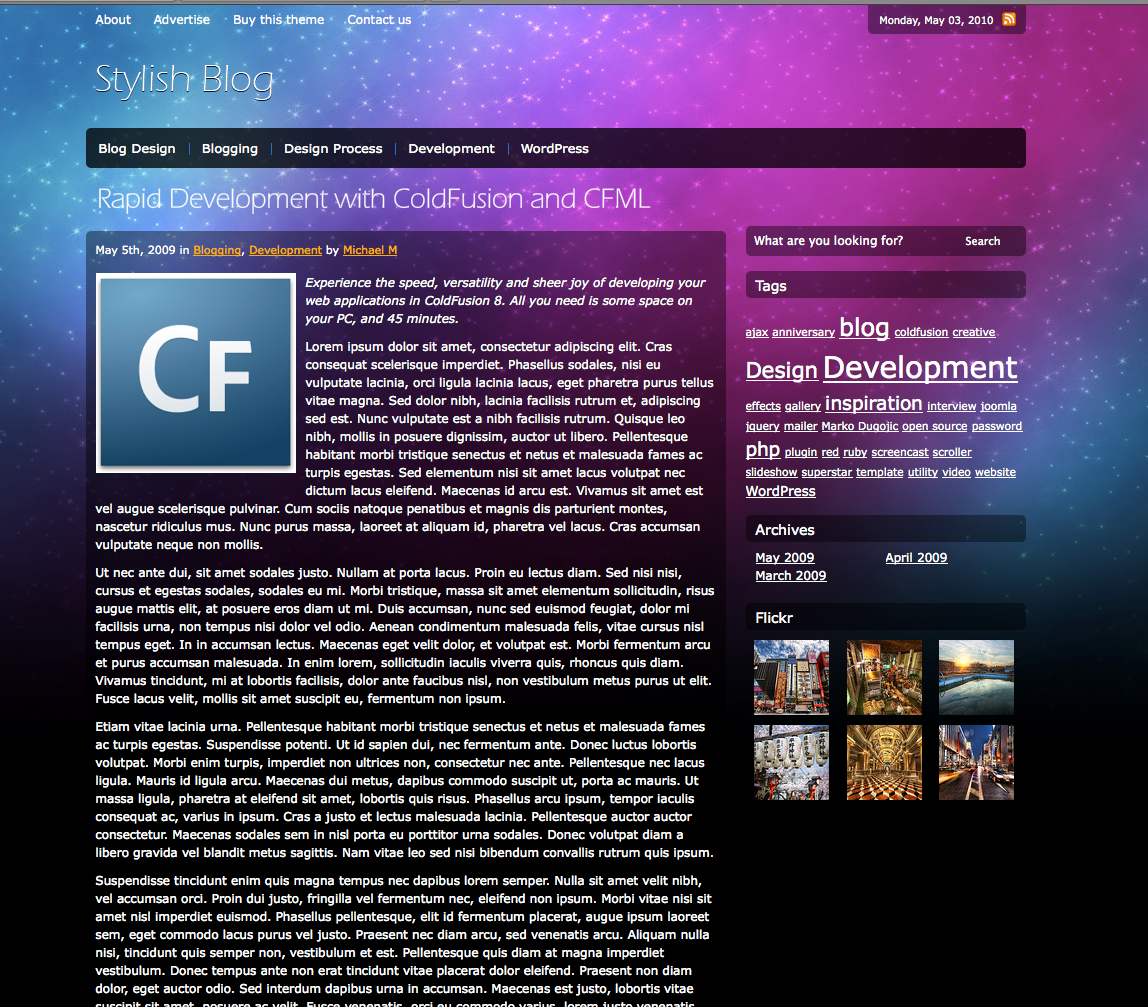 About Advertise Buy this theme Contact us
Monday, May 03, 2010
Stylish Blog
Blog Design Blogging Design Process Development WordPress
Rapid Development with ColdFusion and CFML
May 5th, 2009 in Blogging, Development by Michael M
CF
Experience the speed, versatility and sheer joy of developing your
web applications in ColdFusion 8. All you need is some space on
your PC, and 45 minutes.
Lorem ipsum dolor sit amet, consectetur adipiscing elit. Cras
consequat scelerisque imperdiet. Phasellus sodales, nisi eu
vulputate lacinia, orci ligula lacinia lacus, eget pharetra purus tellus
vitae magna. Sed dolor nibh, lacinia facilisis rutrum et, adipiscing
sed est. Nunc vulputate est a nibh facilisis rutrum. Quisque leo
nibh, mollis in posuere dignissim, auctor ut libero. Pellentesque
habitant morbi tristique senectus et netus et malesuada fames ac
turpis egestas. Sed elementum nisi sit amet lacus volutpat nec
dictum lacus eleifend. Maecenas id arcu est. Vivamus sit amet est
vel augue scelerisque pulvinar. Cum sociis natoque penatibus et magnis dis parturient montes,
nascetur ridiculus mus. Nunc purus massa, laoreet at aliquam id, pharetra vel lacus. Cras accumsan
vulputate neque non mollis.
Ut nec ante dui, sit amet sodales justo. Nullam at porta lacus. Proin eu lectus diam. Sed nisi nisi,
cursus et egestas sodales, sodales eu mi. Morbi tristique, massa sit amet elementum sollicitudin, risus
augue mattis elit, at posuere eros diam ut mi. Duis accumsan, nunc sed euismod feugiat, dolor mi
facilisis urna, non tempus nisi dolor vel odio. Aenean condimentum malesuada felis, vitae cursus nisl
tempus eget. In in accumsan lectus. Maecenas eget velit dolor, et volutpat est. Morbi fermentum arcu
et purus accumsan malesuada. In enim lorem, sollicitudin iaculis viverra quis, rhoncus quis diam.
Vivamus tincidunt, mi at lobortis facilisis, dolor ante faucibus nisl, non vestibulum metus purus ut elit.
Fusce lacus velit, mollis sit amet suscipit eu, fermentum non ipsum.
Etiam vitae lacinia urna. Pellentesque habitant morbi tristique senectus et netus et malesuada fames
ac turpis egestas. Suspendisse potenti. Ut id sapien dui, nec fermentum ante. Donec luctus lobortis
volutpat. Morbi enim turpis, imperdiet non ultrices non, consectetur nec ante. Pellentesque nec lacus
ligula. Mauris id ligula arcu. Maecenas dui metus, dapibus commodo suscipit ut, porta ac mauris. Ut
massa ligula, pharetra at eleifend sit amet, lobortis quis risus. Phasellus arcu ipsum, tempor iaculis
consequat ac, varius in ipsum. Cras a justo et lectus malesuada lacinia. Pellentesque auctor auctor
consectetur. Maecenas sodales sem in nisl porta eu porttitor urna sodales. Donec volutpat diam a
libero gravida vel blandit metus sagittis. Nam vitae leo sed nisi bibendum convallis rutrum quis ipsum.
Suspendisse tincidunt enim quis magna tempus nec dapibus lorem semper. Nulla sit amet velit nibh,
vel accumsan orci. Proin dui justo, fringilla vel fermentum nec, eleifend non ipsum. Morbi vitae nisi sit
amet nisl imperdiet euismod. Phasellus pellentesque, elit id fermentum placerat, augue ipsum laoreet
sem, eget commodo lacus purus vel justo. Praesent nec diam arcu, sed venenatis arcu. Aliquam nulla
nisi, tincidunt quis semper non, vestibulum et est. Pellentesque quis diam at magna imperdiet
vestibulum. Donec tempus ante non erat tincidunt vitae placerat dolor eleifend. Praesent non diam
dolor, eget auctor odio. Sed interdum dapibus urna in accumsan. Maecenas est justo, lobortis vitae
suscipit sit amet, posuere ac velit. Fusce venenatis, orci eu commodo varius, lorem justo venenatis
What are you looking for? Search
Tags
ajax anniversary blog coldfusion creative
Design Development
effects gallery inspiration interview joomla
jquery mailer Marko Dugojic open source password
php plugin red ruby screencast scroller
slideshow superstar template utility video website
WordPress
Archives
May 2009 April 2009
March 2009
Flickr